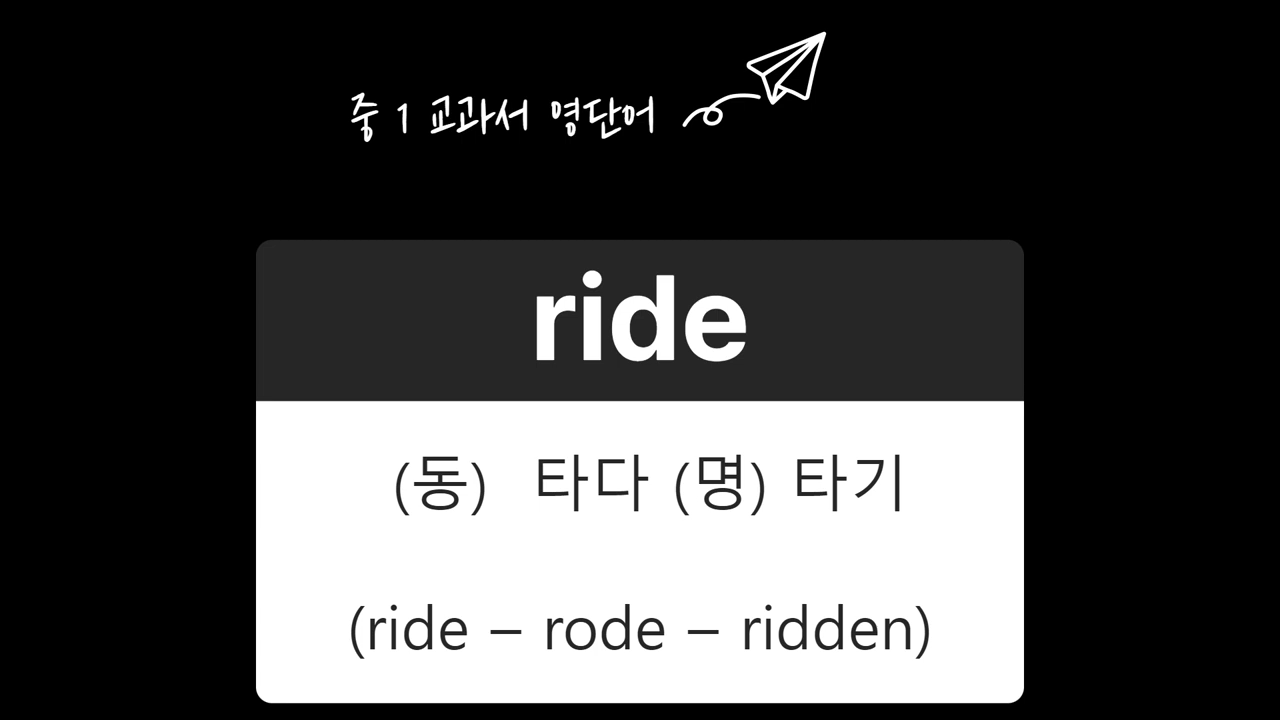 중 1 교과서 영단어
ride
(동) 타다 (명) 타기
(ride – rode – ridden)